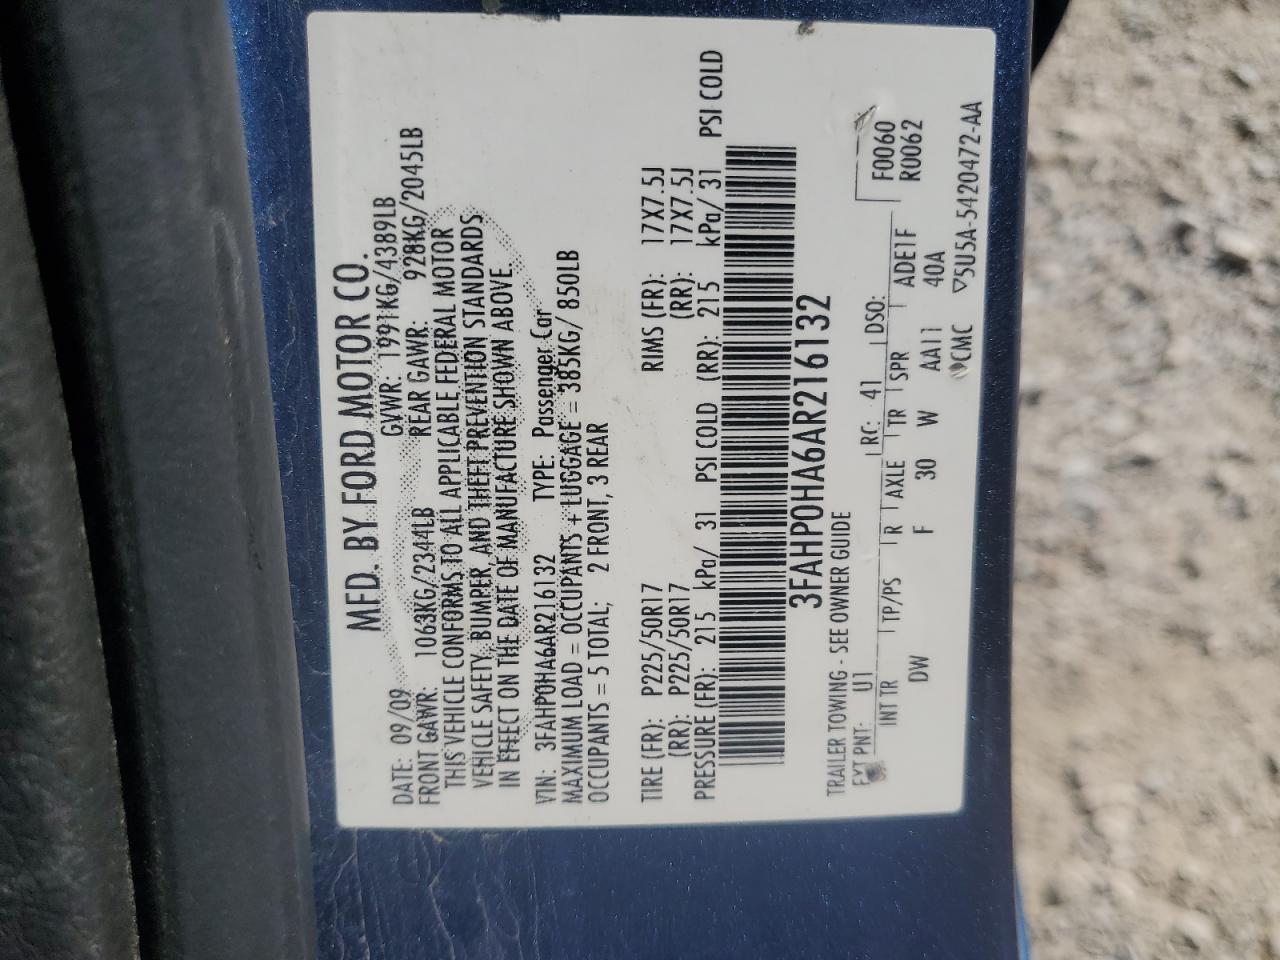 MFD. BY FORD MOTOR CO.
DATE: 09/09 GVWR: 1991KG/4389LB
FRONT GAWR: 1063KG/2344LB REAR GAWR: 928KG/2045LB
THIS VEHICLE CONFORMS TO ALL APPLICABLE FEDERAL MOTOR
VEHICLE SAFETY, BUMPER, AND THEFT PREVENTION STANDARDS
IN EFFECT ON THE DATE OF MANUFACTURE SHOWN ABOVE.
VIN: 3FAHP0HA6AR216132 TYPE: Passenger Car
MAXIMUM LOAD = OCCUPANTS + LUGGAGE = 385KG/ 850LB
OCCUPANTS = 5 TOTAL; 2 FRONT, 3 REAR
TIRE (FR): P225/50R17 RIMS (FR): 17X7.5J
(RR): P225/50R17 (RR): 17X7.5J
PRESSURE (FR): 215 kPa/ 31 PSI COLD (RR): 215 kPa/ 31 PSI COLD
3FAHP0HA6AR216132
TRAILER TOWING - SEE OWNER GUIDE
EXT PNT: U1 RC: 41 DSO: F0060
INT TR TP/PS R AXLE TR SPR ADE1F R0062
DW F 30 W AA11 40A
CMC ▽5U5A-5420472-AA